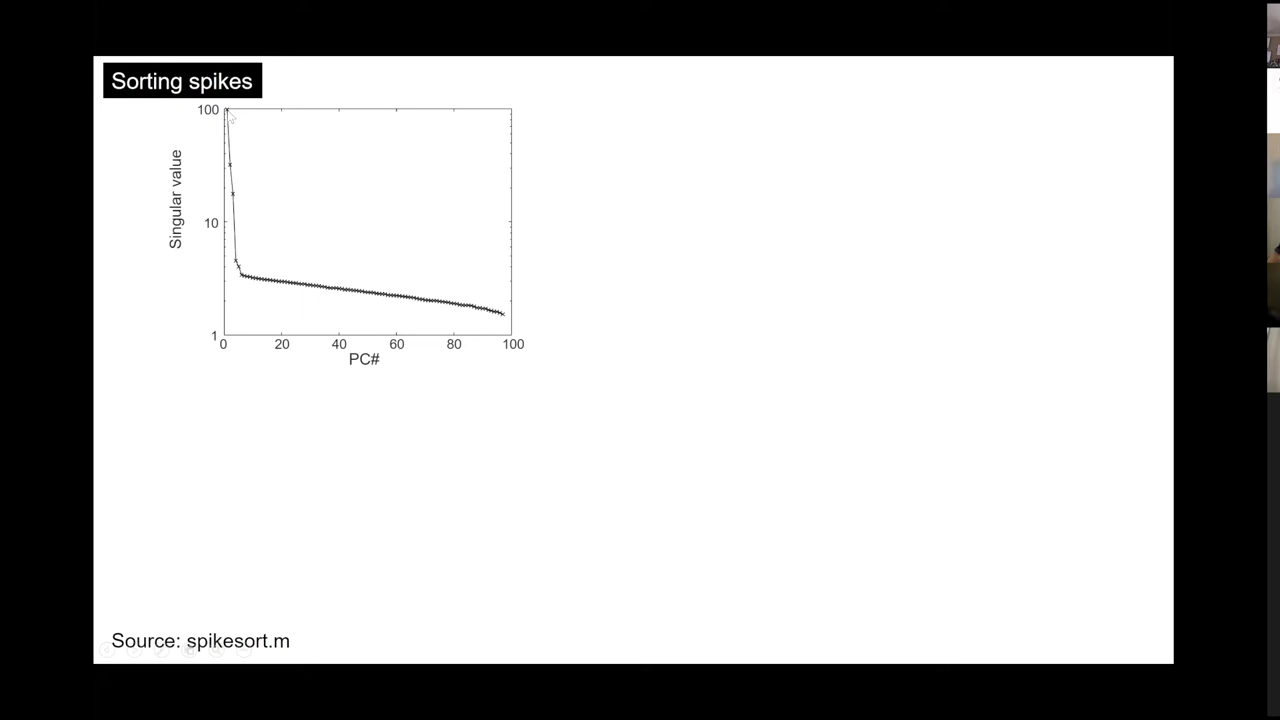 Sorting spikes
100
10
1
Singular value
0 20 40 60 80 100
PC#
Source: spikesort.m